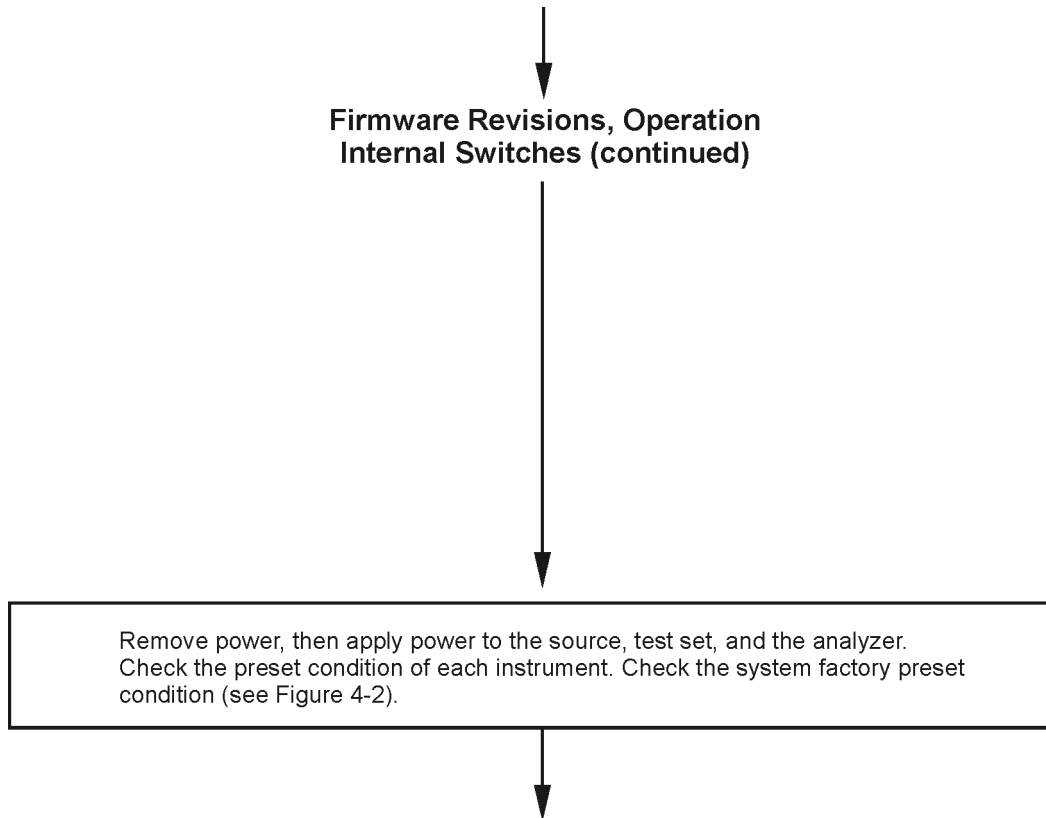 Firmware Revisions, Operation
Internal Switches (continued)
Remove power, then apply power to the source, test set, and the analyzer.
Check the preset condition of each instrument. Check the system factory preset
condition (see Figure 4-2).